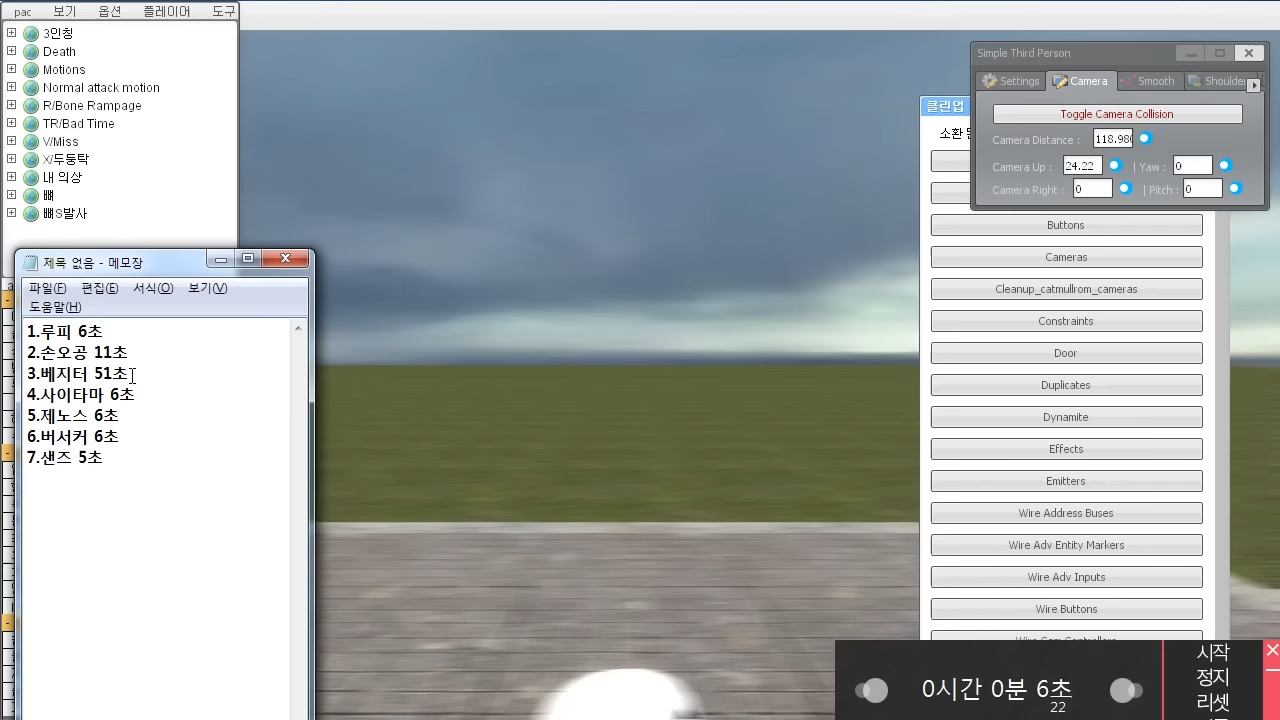 pac 보기 옵션 플레이어 도구
3인칭
Death
Motions
Normal attack motion
R/Bone Rampage
TR/Bad Time
V/Miss
X/두둥탁
내 의상
뼈
뼈S발사
제목 없음 - 메모장
파일(F) 편집(E) 서식(O) 보기(V)
도움말(H)
1.루피 6초
2.손오공 11초
3.베지터 51초
4.사이타마 6초
5.제노스 6초
6.버서커 6초
7.샌즈 5초
Simple Third Person
Settings Camera Smooth Shoulder
Toggle Camera Collision
Camera Distance : 118.980
Camera Up : 24.22 | Yaw : 0
Camera Right : 0 | Pitch : 0
클린업
소환
Buttons
Cameras
Cleanup_catmullrom_cameras
Constraints
Door
Duplicates
Dynamite
Effects
Emitters
Wire Address Buses
Wire Adv Entity Markers
Wire Adv Inputs
Wire Buttons
Wire Cam Controllers
0시간 0분 6초
22
시작
정지
리셋